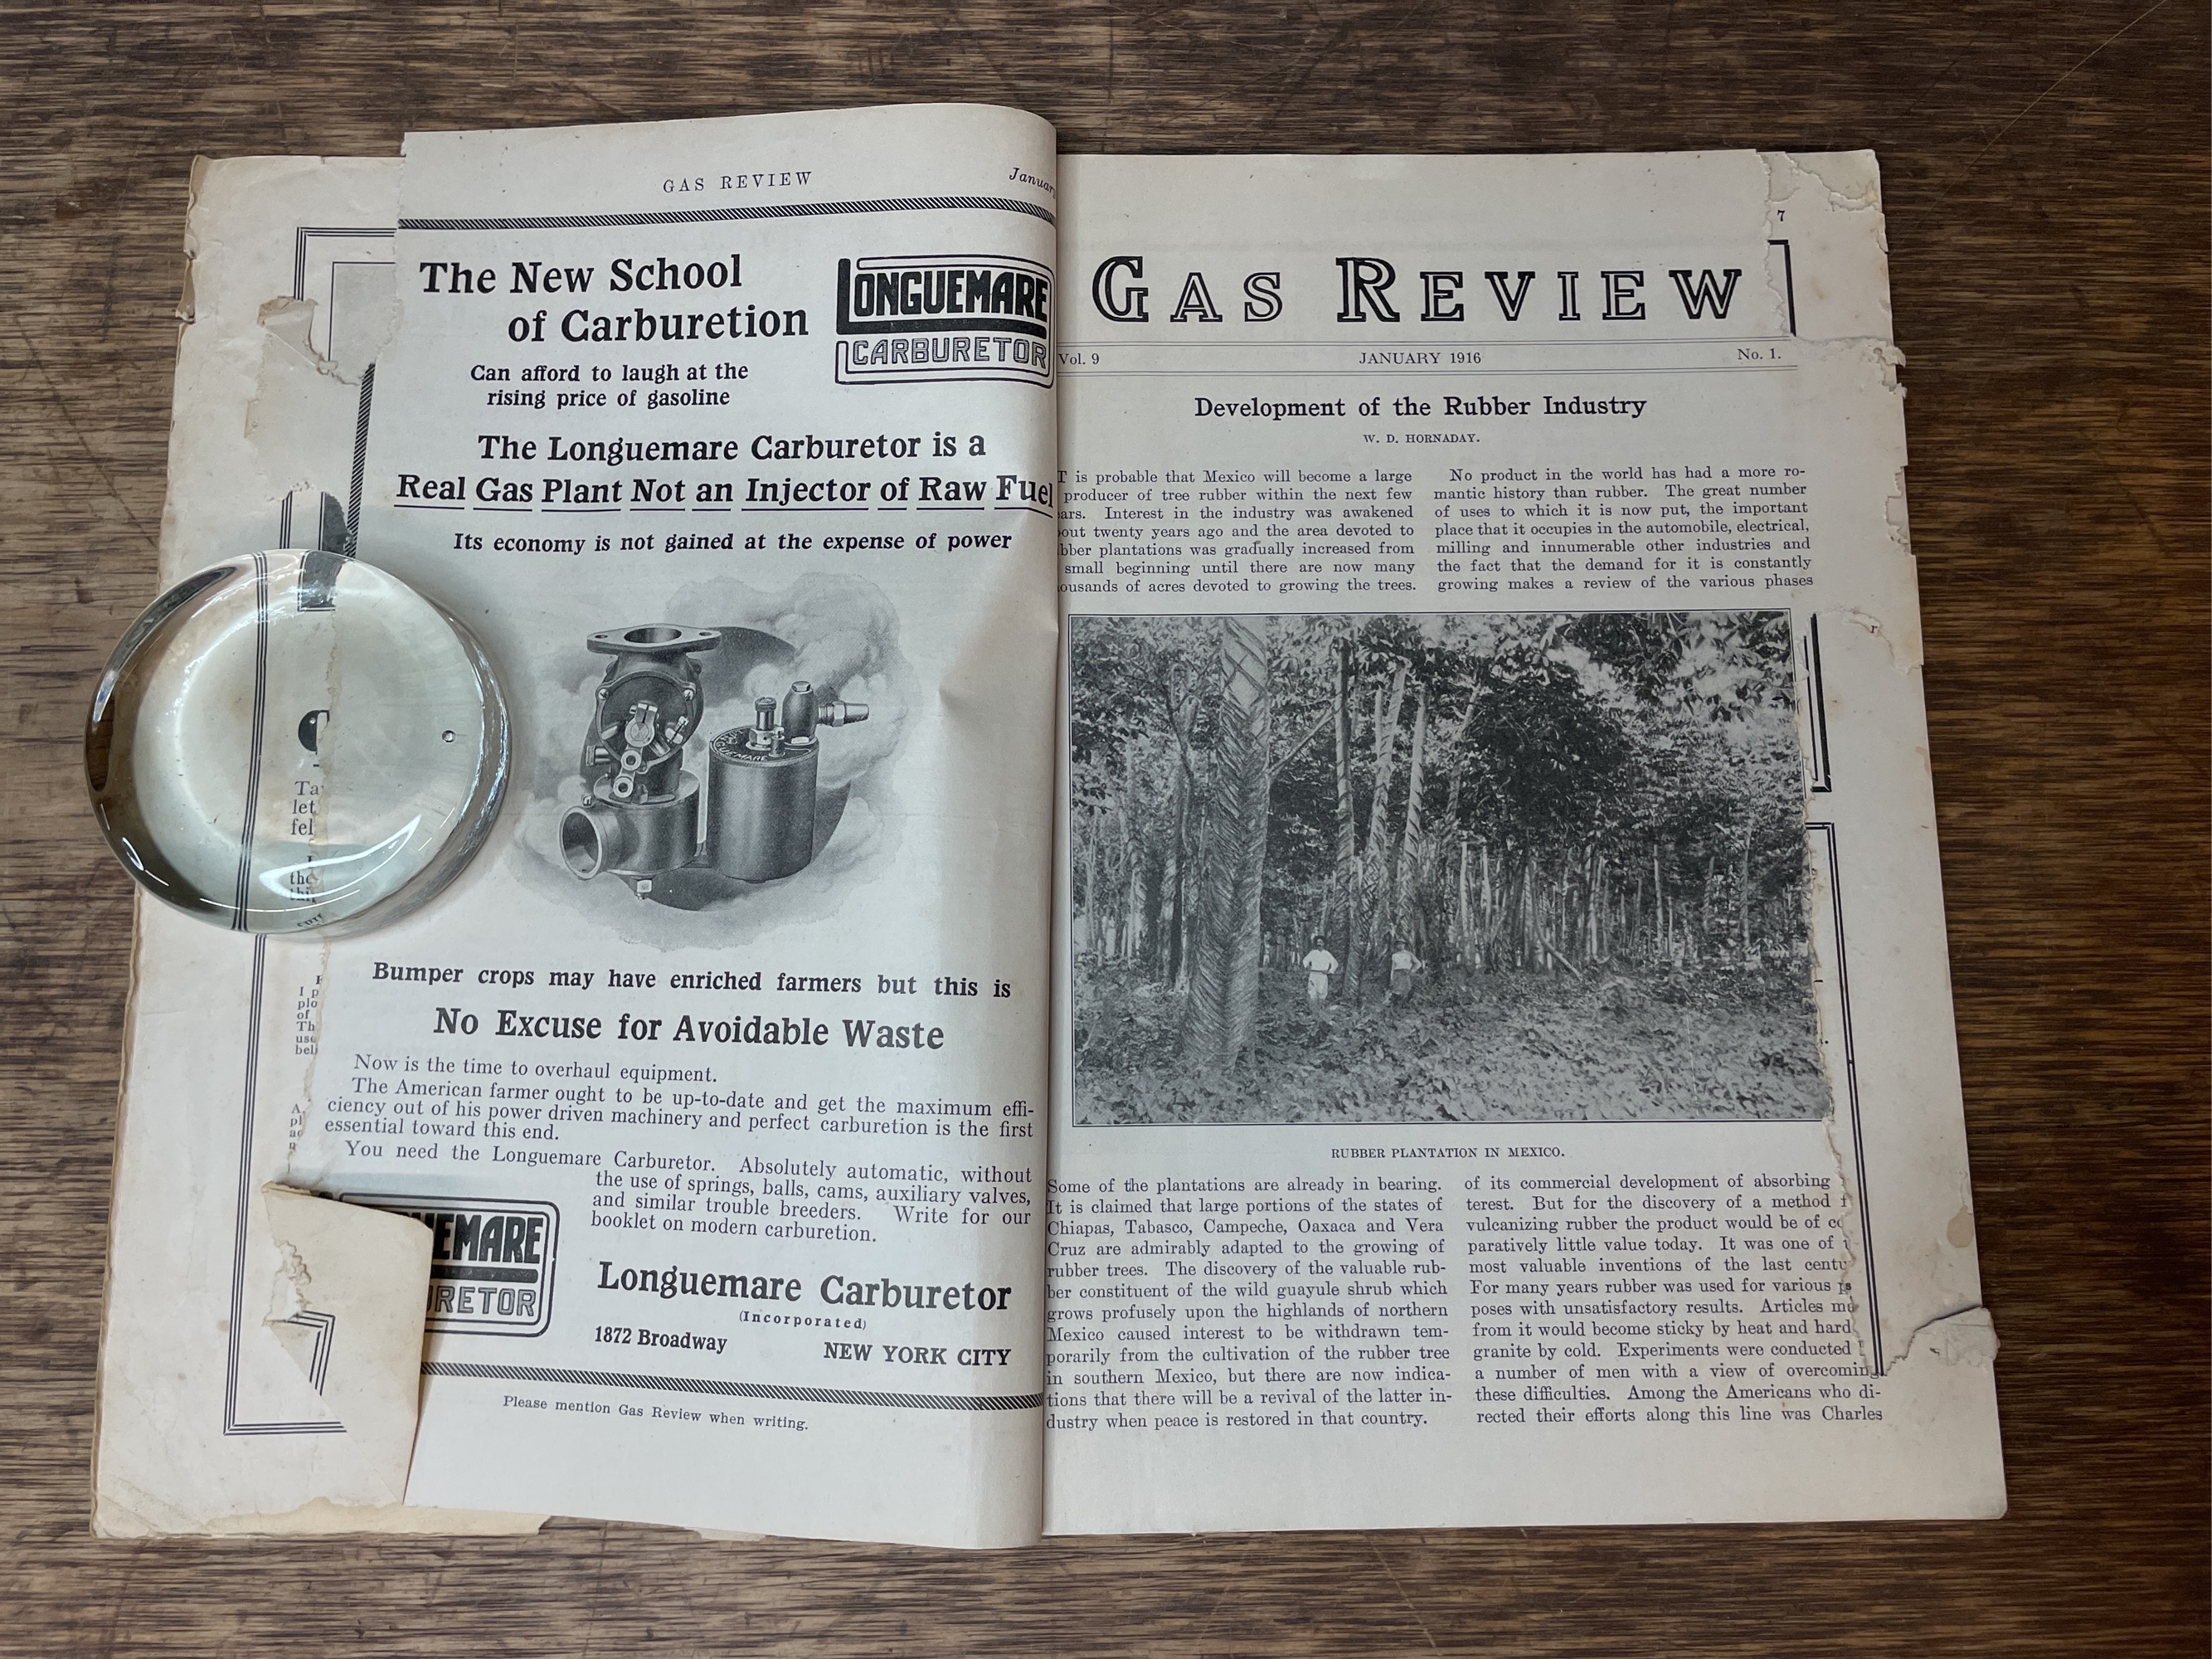 GAS REVIEW
The New School
of Carburetion
LONGUEMARE
CARBURETOR
Can afford to laugh at the
rising price of gasoline
The Longuemare Carburetor is a
Real Gas Plant Not an Injector of Raw Fuel
Its economy is not gained at the expense of power
Bumper crops may have enriched farmers but this is
No Excuse for Avoidable Waste
Now is the time to overhaul equipment.
The American farmer ought to be up-to-date and get the maximum effi-
ciency out of his power driven machinery and perfect carburetion is the first
essential toward this end.
You need the Longuemare Carburetor. Absolutely automatic, without
the use of springs, balls, cams, auxiliary valves,
and similar trouble breeders. Write for our
booklet on modern carburetion.
EMARE
RETOR
Longuemare Carburetor
(Incorporated)
1872 Broadway
NEW YORK CITY
Please mention Gas Review when writing.
let
fel
I p
plo
of
Th
7
GAS REVIEW
Vol. 9 JANUARY 1916 No. 1.
Development of the Rubber Industry
W. D. HORNADAY.
T is probable that Mexico will become a large
producer of tree rubber within the next few
ars. Interest in the industry was awakened
out twenty years ago and the area devoted to
bber plantations was gradually increased from
small beginning until there are now many
ousands of acres devoted to growing the trees.
No product in the world has had a more ro-
mantic history than rubber. The great number
of uses to which it is now put, the important
place that it occupies in the automobile, electrical,
milling and innumerable other industries and
the fact that the demand for it is constantly
growing makes a review of the various phases
RUBBER PLANTATION IN MEXICO.
Some of the plantations are already in bearing.
It is claimed that large portions of the states of
Chiapas, Tabasco, Campeche, Oaxaca and Vera
Cruz are admirably adapted to the growing of
rubber trees. The discovery of the valuable rub-
ber constituent of the wild guayule shrub which
grows profusely upon the highlands of northern
Mexico caused interest to be withdrawn tem-
porarily from the cultivation of the rubber tree
in southern Mexico, but there are now indica-
tions that there will be a revival of the latter in-
dustry when peace is restored in that country.
of its commercial development of absorbing
terest. But for the discovery of a method
vulcanizing rubber the product would be of
paratively little value today. It was one of
most valuable inventions of the last centu
For many years rubber was used for various
poses with unsatisfactory results. Articles
from it would become sticky by heat and hard
granite by cold. Experiments were conducted
a number of men with a view of overcoming
these difficulties. Among the Americans who di-
rected their efforts along this line was Charles